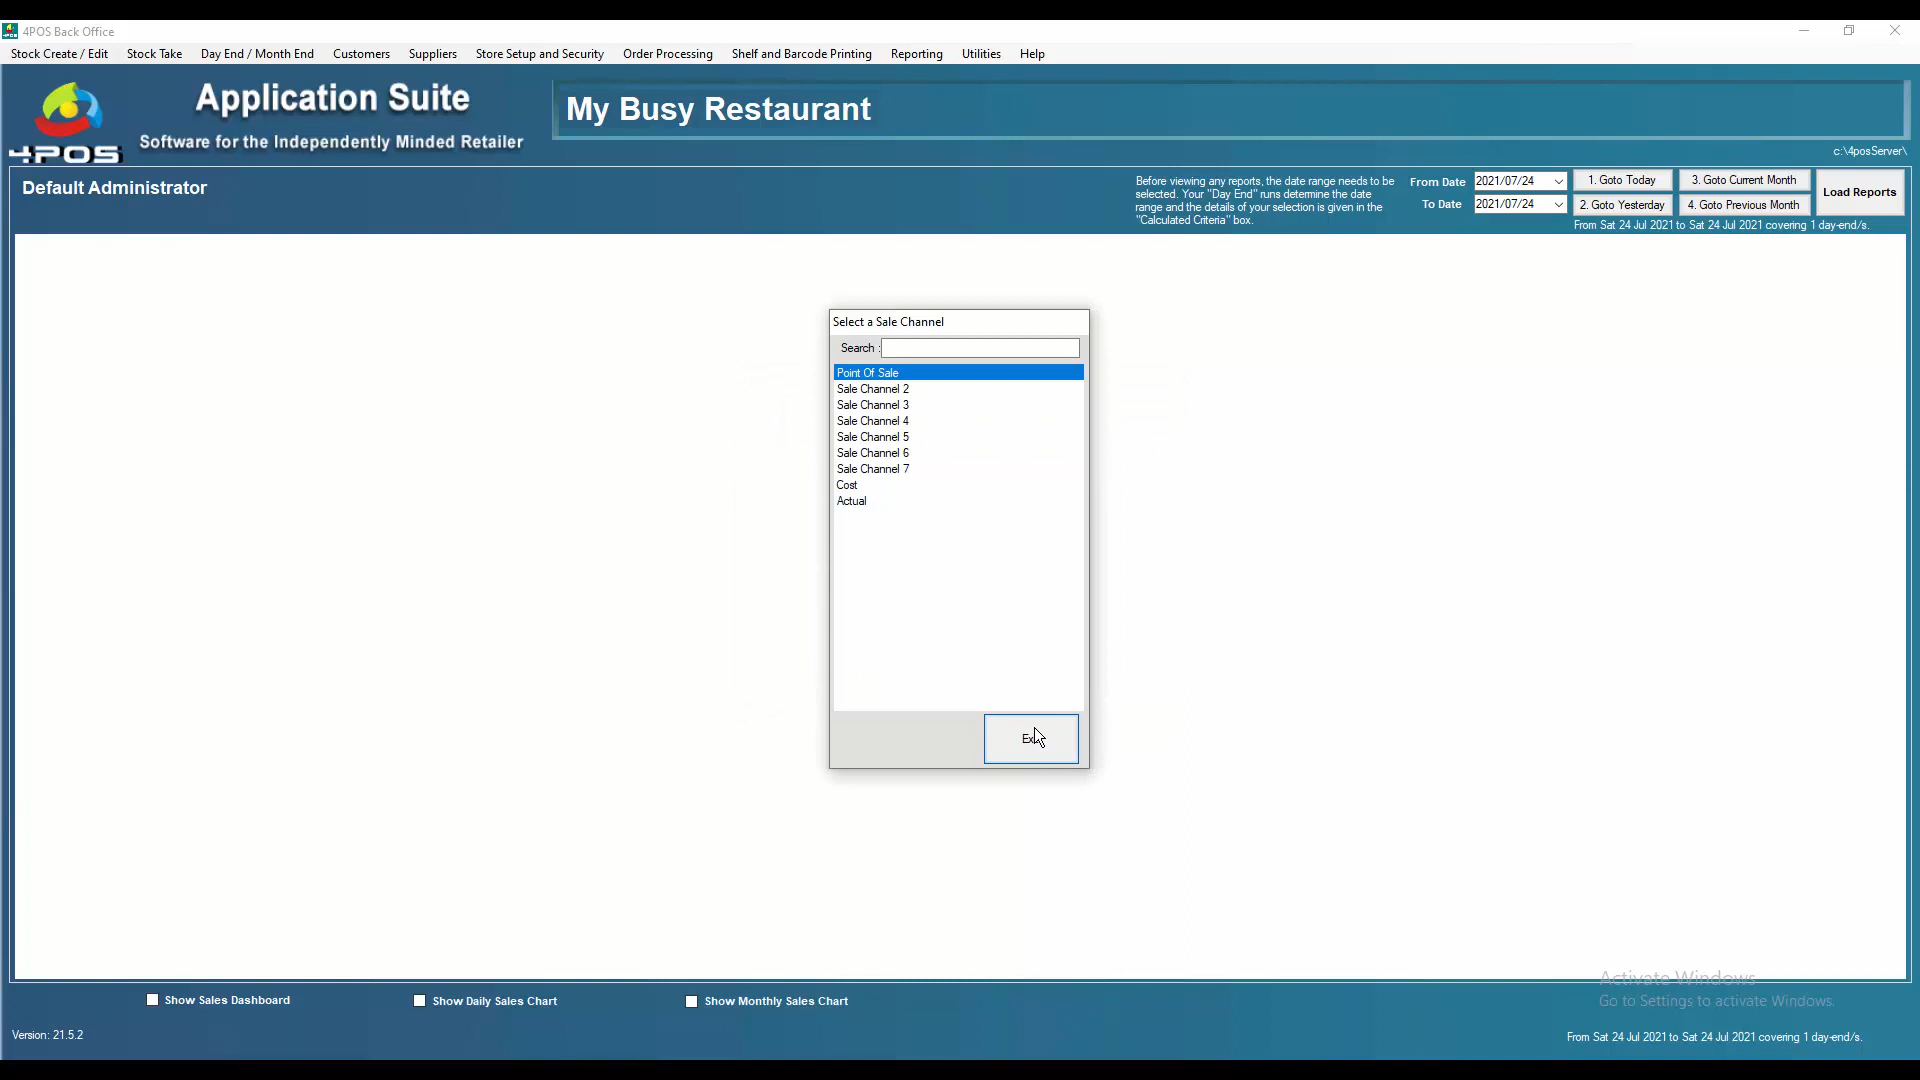 4POS Back Office
Stock Create / Edit Stock Take Day End / Month End Customers Suppliers Store Setup and Security Order Processing Shelf and Barcode Printing Reporting Utilities Help
Application Suite
Software for the Independently Minded Retailer
4POS
My Busy Restaurant
c:\4posServer\
Default Administrator
Before viewing any reports, the date range needs to be
selected. Your "Day End" runs determine the date
range and the details of your selection is given in the
"Calculated Criteria" box.
From Date 2021/07/24
To Date 2021/07/24
1. Goto Today
2. Goto Yesterday
3. Goto Current Month
4. Goto Previous Month
Load Reports
From Sat 24 Jul 2021 to Sat 24 Jul 2021 covering 1 day-end/s.
Select a Sale Channel
Search :
Point Of Sale
Sale Channel 2
Sale Channel 3
Sale Channel 4
Sale Channel 5
Sale Channel 6
Sale Channel 7
Cost
Actual
Show Sales Dashboard
Show Daily Sales Chart
Show Monthly Sales Chart
Activate Windows
Go to Settings to activate Windows.
Version: 21.5.2
From Sat 24 Jul 2021 to Sat 24 Jul 2021 covering 1 day-end/s.